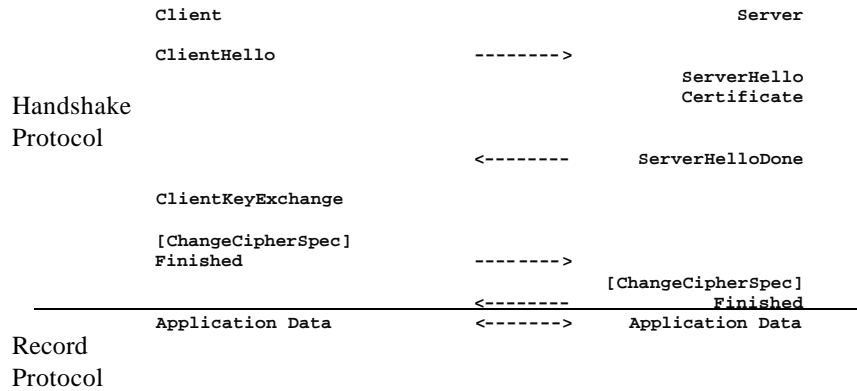 Client Server
ClientHello -------->
ServerHello
Handshake Certificate
Protocol
<-------- ServerHelloDone
ClientKeyExchange
[ChangeCipherSpec]
Finished -------->
[ChangeCipherSpec]
<-------- Finished
Application Data <-------> Application Data
Record
Protocol